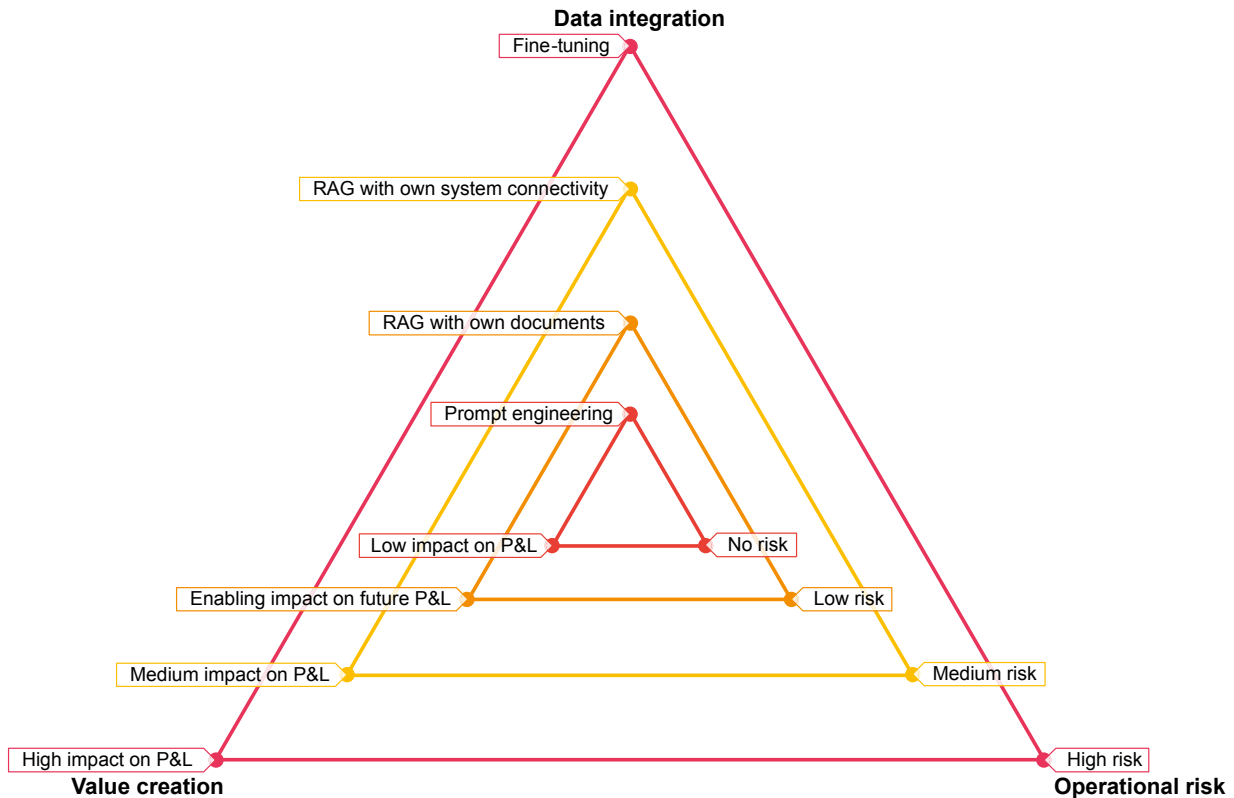 Data integration
Fine-tuning
RAG with own system connectivity
RAG with own documents
Prompt engineering
Low impact on P&L
No risk
Enabling impact on future P&L
Low risk
Medium impact on P&L
Medium risk
High impact on P&L
High risk
Value creation
Operational risk